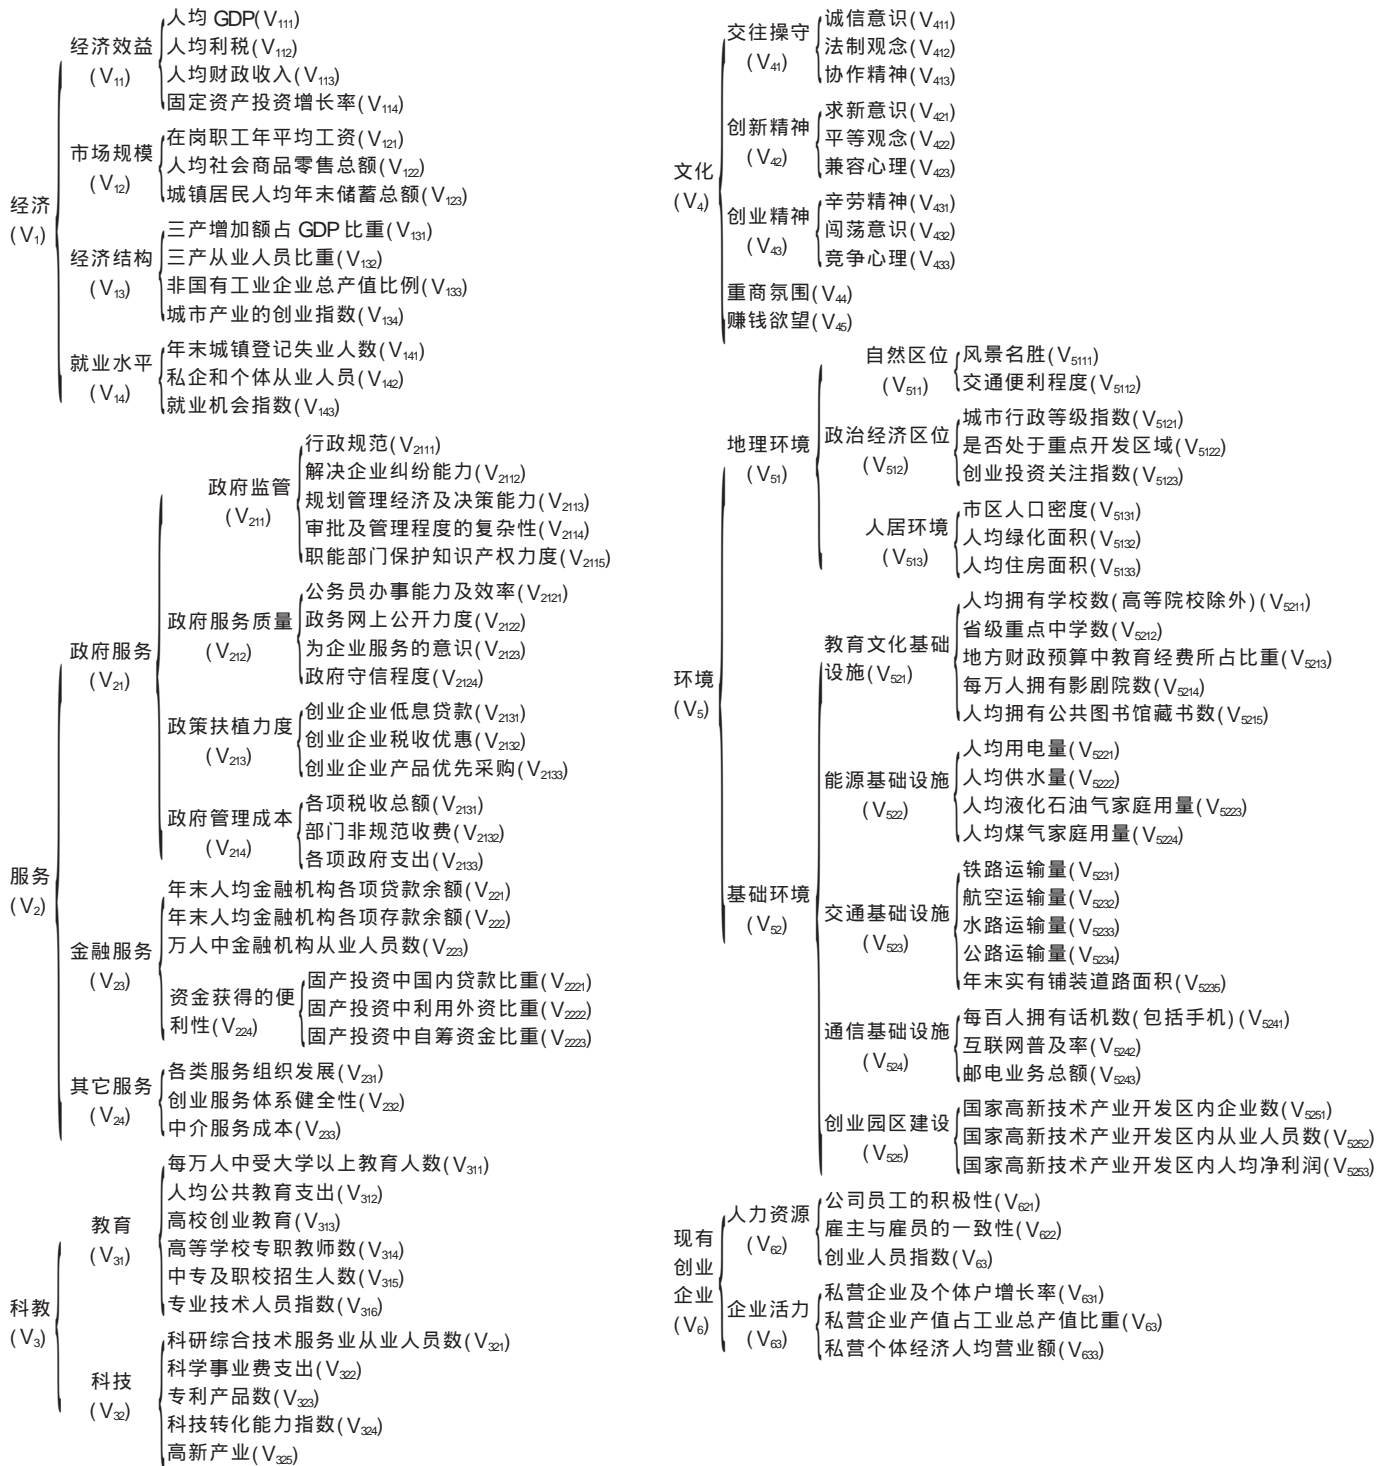 经济
(V₁)
经济效益
(V₁₁)
人均 GDP(V₁₁₁)
人均利税(V₁₁₂)
人均财政收入(V₁₁₃)
固定资产投资增长率(V₁₁₄)
市场规模
(V₁₂)
在岗职工年平均工资(V₁₂₁)
人均社会商品零售总额(V₁₂₂)
城镇居民人均年末储蓄总额(V₁₂₃)
经济结构
(V₁₃)
三产增加额占 GDP 比重(V₁₃₁)
三产从业人员比重(V₁₃₂)
非国有工业企业总产值比例(V₁₃₃)
城市产业的创业指数(V₁₃₄)
就业水平
(V₁₄)
年末城镇登记失业人数(V₁₄₁)
私企和个体从业人员(V₁₄₂)
就业机会指数(V₁₄₃)
服务
(V₂)
政府服务
(V₂₁)
政府监管
(V₂₁₁)
行政规范(V₂₁₁₁)
解决企业纠纷能力(V₂₁₁₂)
规划管理经济及决策能力(V₂₁₁₃)
审批及管理程度的复杂性(V₂₁₁₄)
职能部门保护知识产权力度(V₂₁₁₅)
政府服务质量
(V₂₁₂)
公务员办事能力及效率(V₂₁₂₁)
政务网上公开力度(V₂₁₂₂)
为企业服务的意识(V₂₁₂₃)
政府守信程度(V₂₁₂₄)
政策扶植力度
(V₂₁₃)
创业企业低息贷款(V₂₁₃₁)
创业企业税收优惠(V₂₁₃₂)
创业企业产品优先采购(V₂₁₃₃)
政府管理成本
(V₂₁₄)
各项税收总额(V₂₁₃₁)
部门非规范收费(V₂₁₃₂)
各项政府支出(V₂₁₃₃)
金融服务
(V₂₃)
年末人均金融机构各项贷款余额(V₂₂₁)
年末人均金融机构各项存款余额(V₂₂₂)
万人中金融机构从业人员数(V₂₂₃)
资金获得的便
利性(V₂₂₄)
固产投资中国内贷款比重(V₂₂₂₁)
固产投资中利用外资比重(V₂₂₂₂)
固产投资中自筹资金比重(V₂₂₂₃)
其它服务
(V₂₄)
各类服务组织发展(V₂₃₁)
创业服务体系健全性(V₂₃₂)
中介服务成本(V₂₃₃)
科教
(V₃)
教育
(V₃₁)
每万人中受大学以上教育人数(V₃₁₁)
人均公共教育支出(V₃₁₂)
高校创业教育(V₃₁₃)
高等学校专职教师数(V₃₁₄)
中专及职校招生人数(V₃₁₅)
专业技术人员指数(V₃₁₆)
科技
(V₃₂)
科研综合技术服务业从业人员数(V₃₂₁)
科学事业费支出(V₃₂₂)
专利产品数(V₃₂₃)
科技转化能力指数(V₃₂₄)
高新产业(V₃₂₅)
文化
(V₄)
交往操守
(V₄₁)
诚信意识(V₄₁₁)
法制观念(V₄₁₂)
协作精神(V₄₁₃)
创新精神
(V₄₂)
求新意识(V₄₂₁)
平等观念(V₄₂₂)
兼容心理(V₄₂₃)
创业精神
(V₄₃)
辛劳精神(V₄₃₁)
闯荡意识(V₄₃₂)
竞争心理(V₄₃₃)
重商氛围(V₄₄)
赚钱欲望(V₄₅)
环境
(V₅)
地理环境
(V₅₁)
自然区位
(V₅₁₁)
风景名胜(V₅₁₁₁)
交通便利程度(V₅₁₁₂)
政治经济区位
(V₅₁₂)
城市行政等级指数(V₅₁₂₁)
是否处于重点开发区域(V₅₁₂₂)
创业投资关注指数(V₅₁₂₃)
人居环境
(V₅₁₃)
市区人口密度(V₅₁₃₁)
人均绿化面积(V₅₁₃₂)
人均住房面积(V₅₁₃₃)
基础环境
(V₅₂)
教育文化基础
设施(V₅₂₁)
人均拥有学校数(高等院校除外)(V₅₂₁₁)
省级重点中学数(V₅₂₁₂)
地方财政预算中教育经费所占比重(V₅₂₁₃)
每万人拥有影剧院数(V₅₂₁₄)
人均拥有公共图书馆藏书数(V₅₂₁₅)
能源基础设施
(V₅₂₂)
人均用电量(V₅₂₂₁)
人均供水量(V₅₂₂₂)
人均液化石油气家庭用量(V₅₂₂₃)
人均煤气家庭用量(V₅₂₂₄)
交通基础设施
(V₅₂₃)
铁路运输量(V₅₂₃₁)
航空运输量(V₅₂₃₂)
水路运输量(V₅₂₃₃)
公路运输量(V₅₂₃₄)
年末实有铺装道路面积(V₅₂₃₅)
通信基础设施
(V₅₂₄)
每百人拥有话机数(包括手机)(V₅₂₄₁)
互联网普及率(V₅₂₄₂)
邮电业务总额(V₅₂₄₃)
创业园区建设
(V₅₂₅)
国家高新技术产业开发区内企业数(V₅₂₅₁)
国家高新技术产业开发区内从业人员数(V₅₂₅₂)
国家高新技术产业开发区内人均净利润(V₅₂₅₃)
现有
创业
企业
(V₆)
人力资源
(V₆₂)
公司员工的积极性(V₆₂₁)
雇主与雇员的一致性(V₆₂₂)
创业人员指数(V₆₃)
企业活力
(V₆₃)
私营企业及个体户增长率(V₆₃₁)
私营企业产值占工业总产值比重(V₆₃)
私营个体经济人均营业额(V₆₃₃)